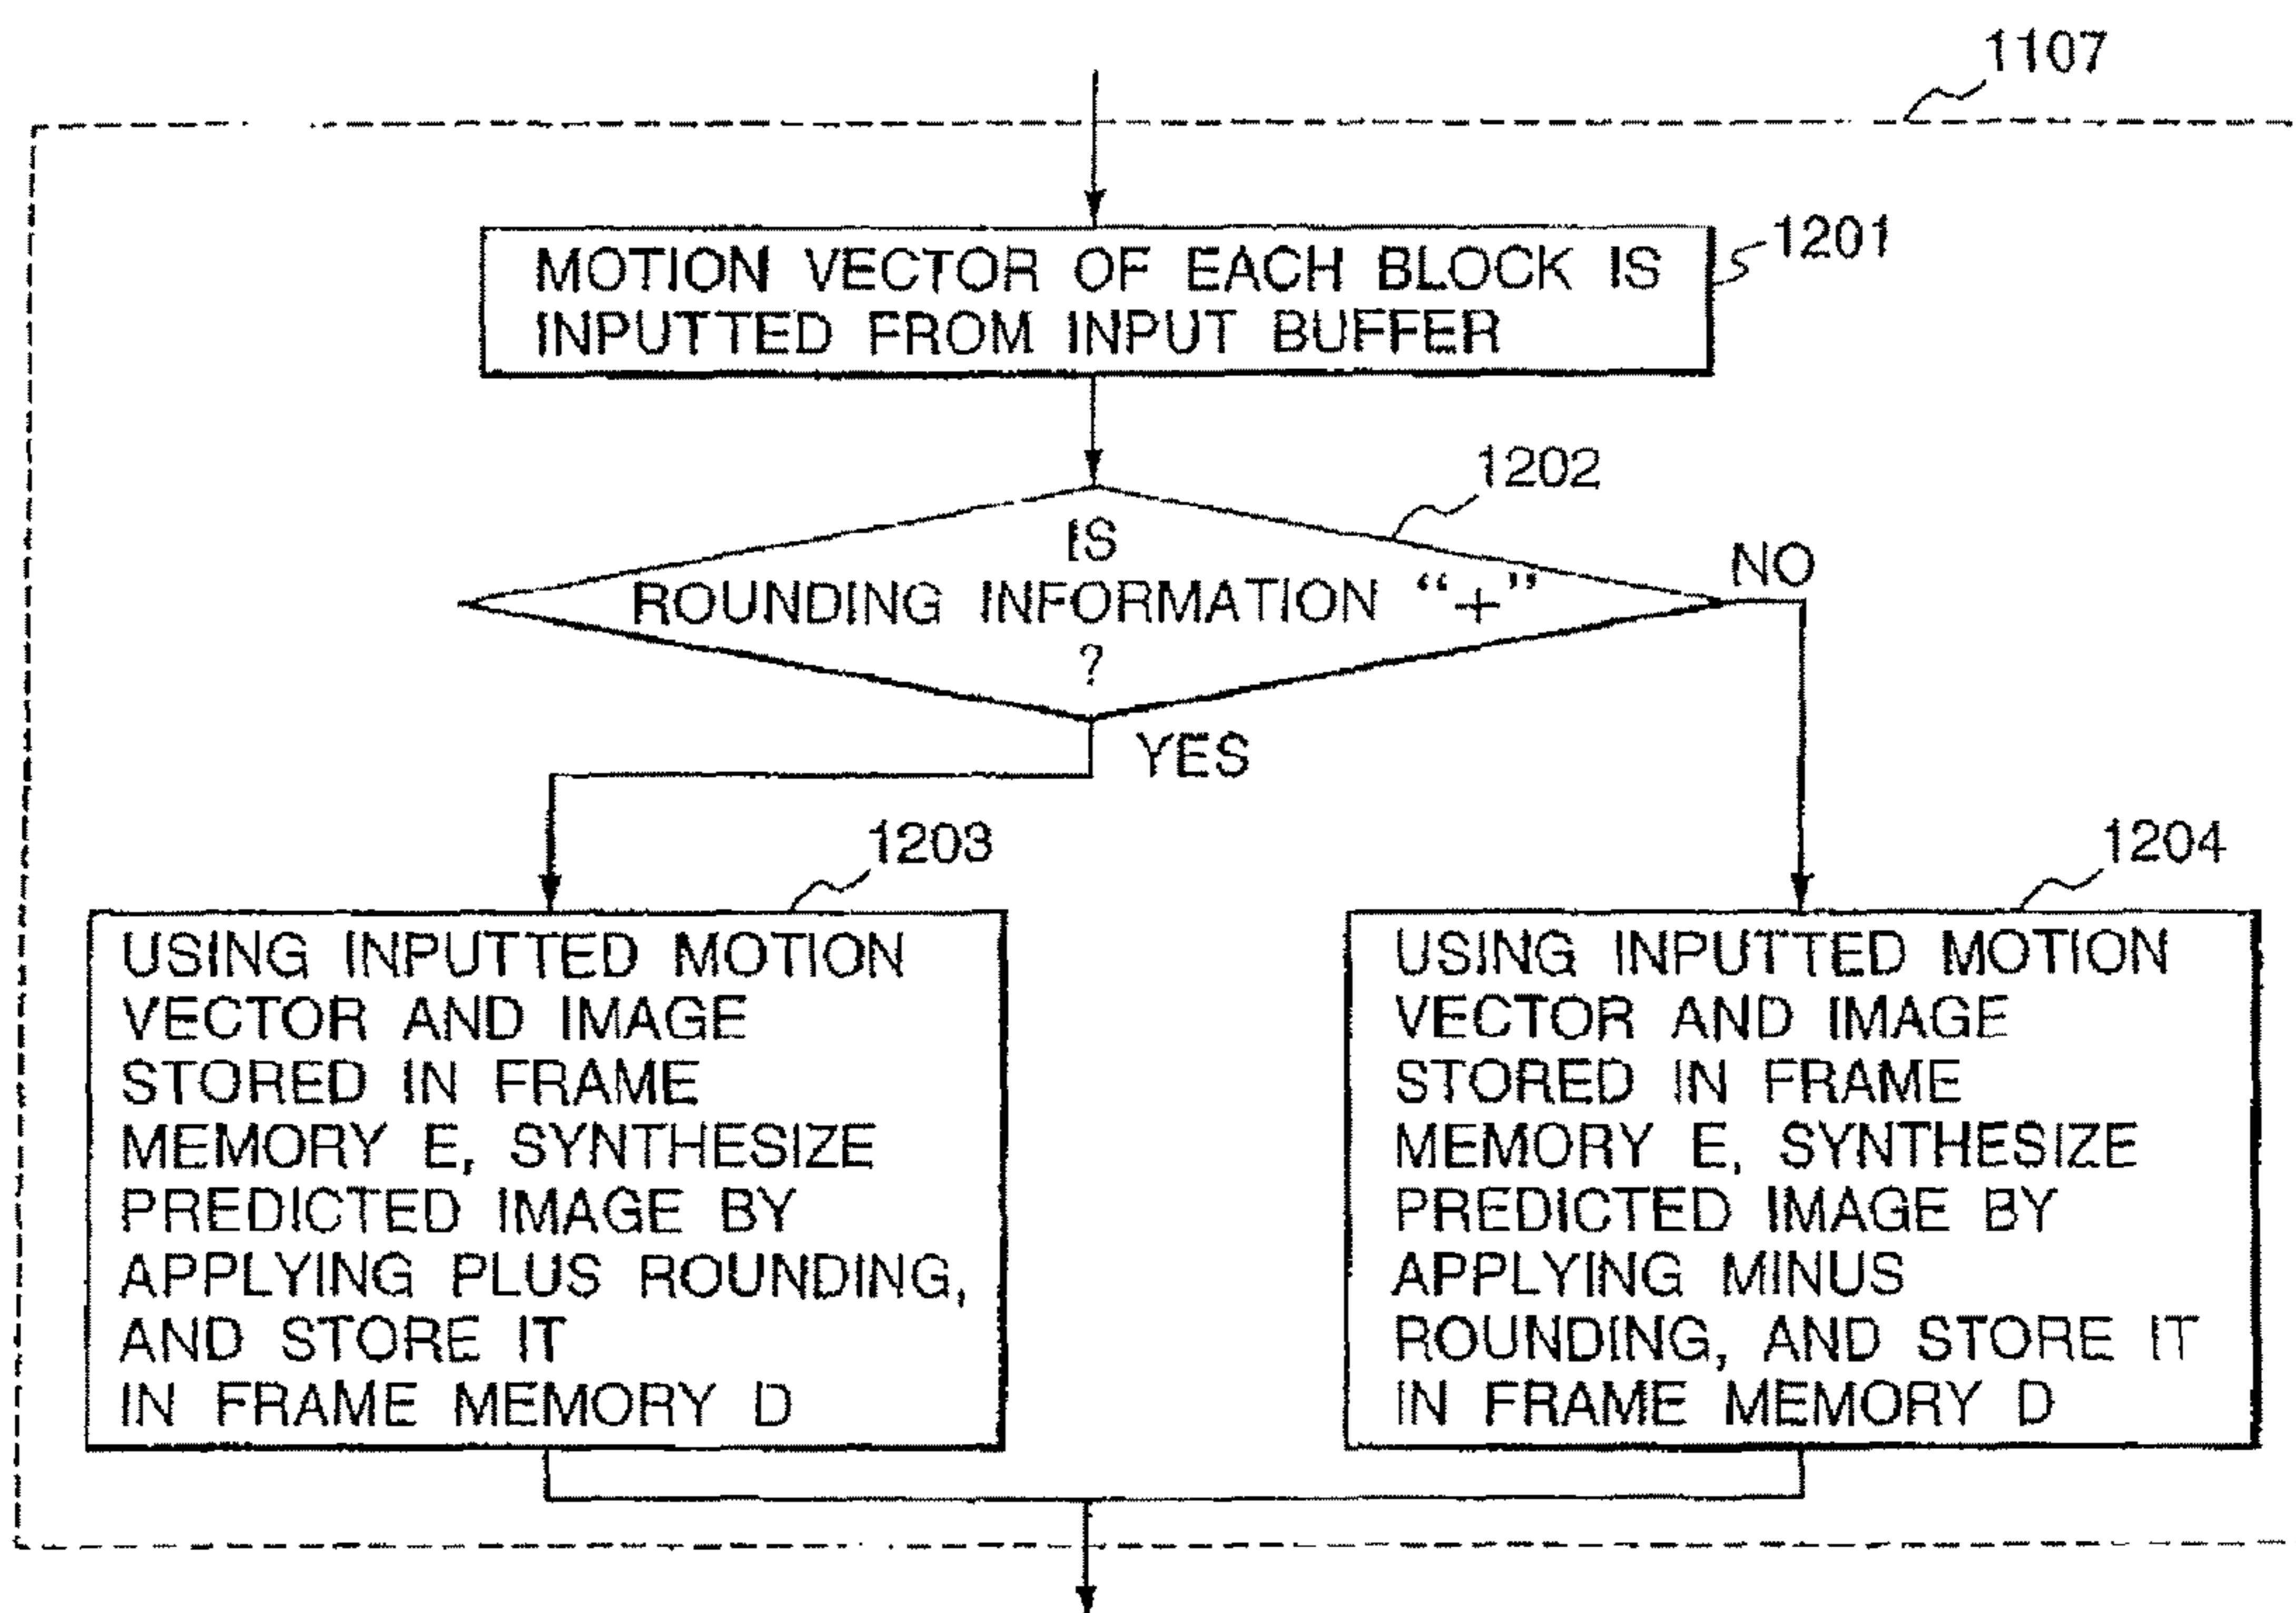 1107
MOTION VECTOR OF EACH BLOCK IS
INPUTTED FROM INPUT BUFFER
1201
1202
IS
ROUNDING INFORMATION “+”
?
NO
YES
1203
USING INPUTTED MOTION
VECTOR AND IMAGE
STORED IN FRAME
MEMORY E, SYNTHESIZE
PREDICTED IMAGE BY
APPLYING PLUS ROUNDING,
AND STORE IT
IN FRAME MEMORY D
1204
USING INPUTTED MOTION
VECTOR AND IMAGE
STORED IN FRAME
MEMORY E, SYNTHESIZE
PREDICTED IMAGE BY
APPLYING MINUS
ROUNDING, AND STORE IT
IN FRAME MEMORY D